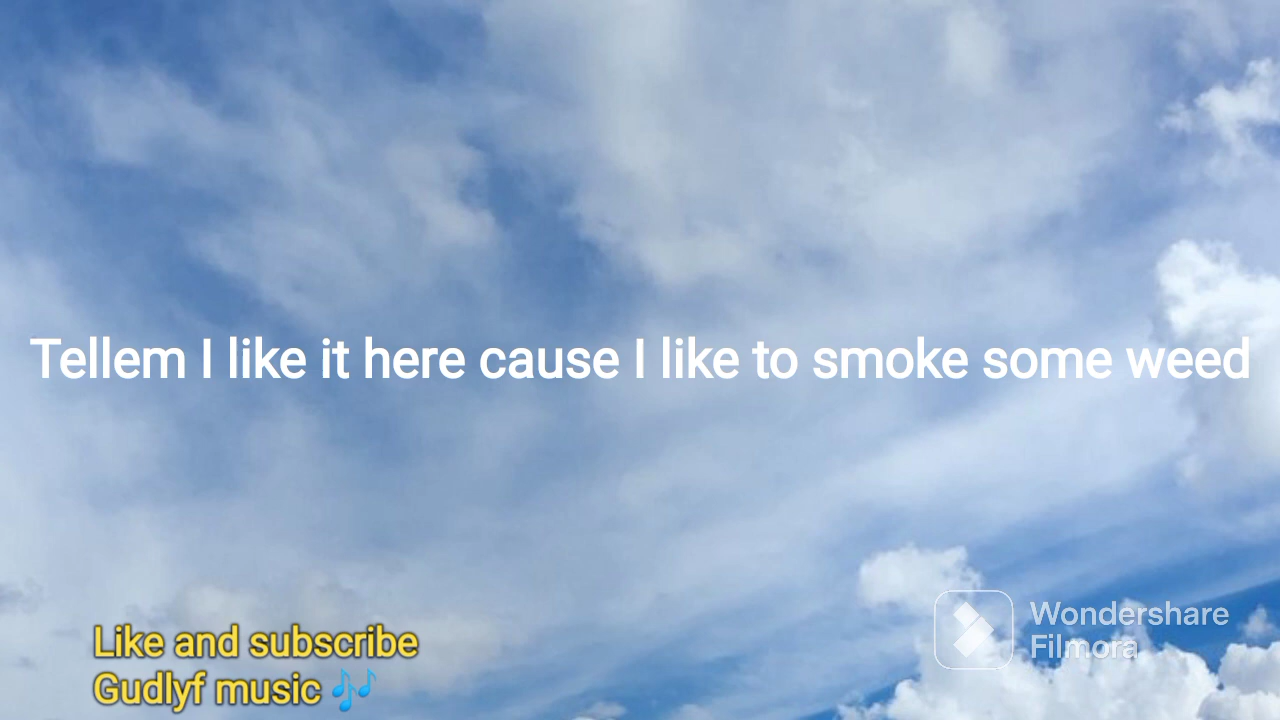 Tellem I like it here cause I like to smoke some weed
Like and subscribe
Gudlyf music 🎶
Wondershare
Filmora